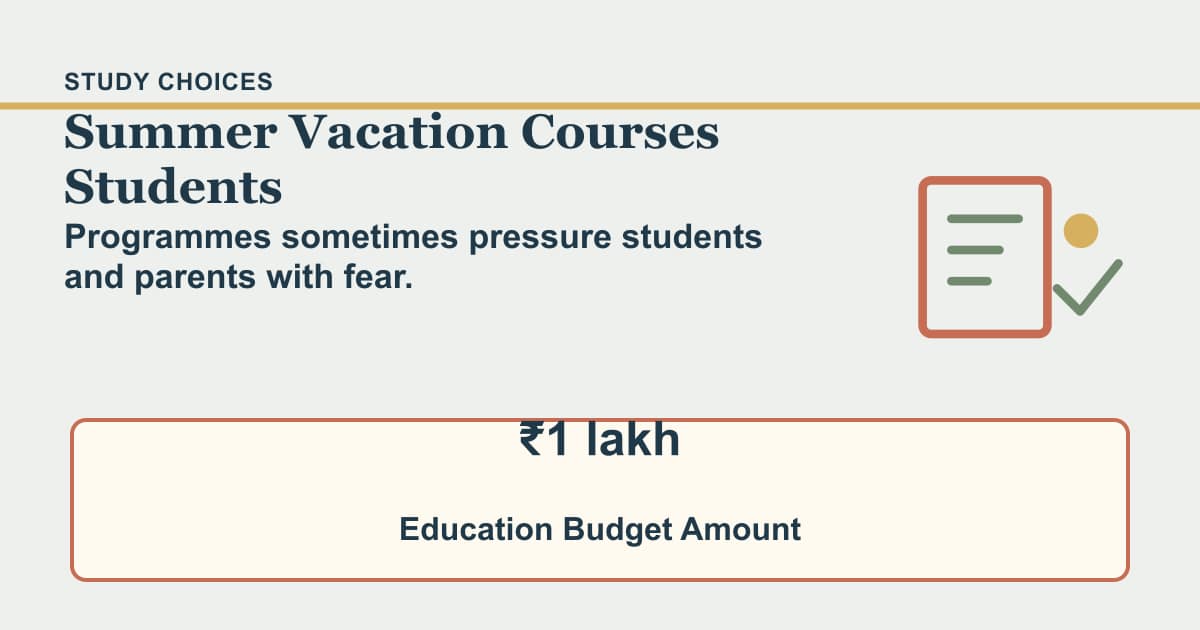 STUDY CHOICES
Summer Vacation Courses
Students
Programmes sometimes pressure students
and parents with fear.
₹1 lakh
Education Budget Amount